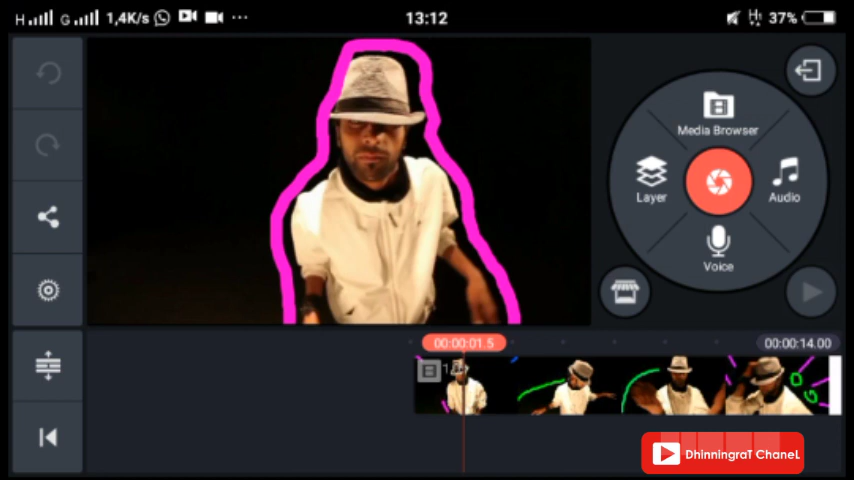 H G 1,4K/s 13:12 37%
Media Browser
Layer
Audio
Voice
00:00:01.5
00:00:14.00
DhinningraT ChaneL